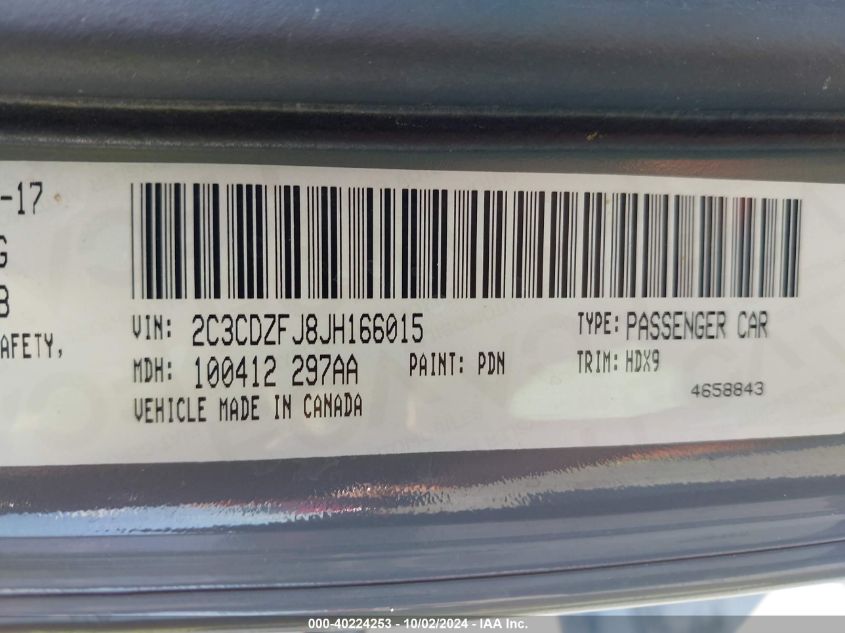 -17
G
B
AFETY,
VIN: 2C3CDZFJ8JH166015 TYPE: PASSENGER CAR
MDH: 100412 297AA PAINT: PDN TRIM: HDX9
4658843
VEHICLE MADE IN CANADA
000-40224253 - 10/02/2024 - IAA Inc.